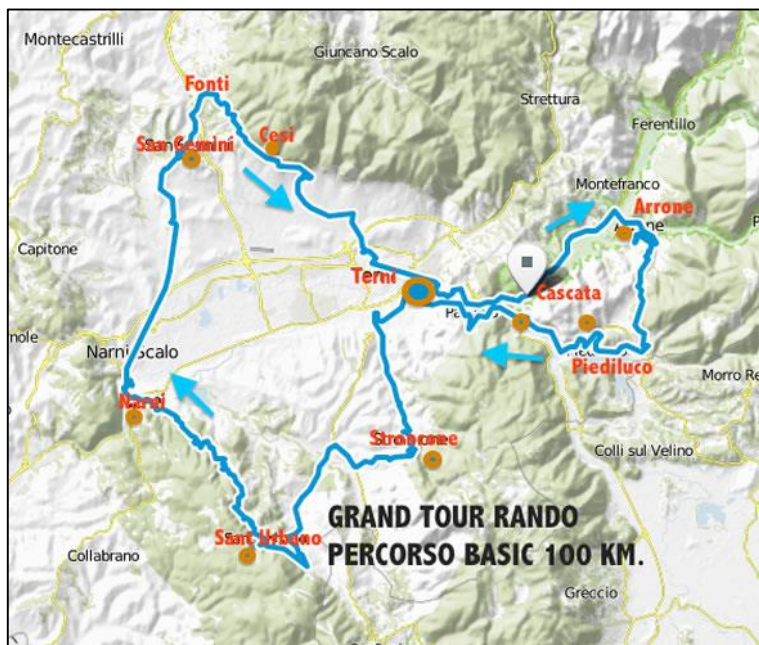 Montecastrilli
Giuncano Scalo
Fonti
Strettura
Cesi
Ferentillo
San Gemini
Montefranco
Arrone
Capitone
Terni
Cascata
Narni Scalo
Piediluco
Morro Re
Narni
Stroncone
Colli sul Velino
GRAND TOUR RANDO
Sant Urbano
PERCORSO BASIC 100 KM.
Collabrano
Greccio